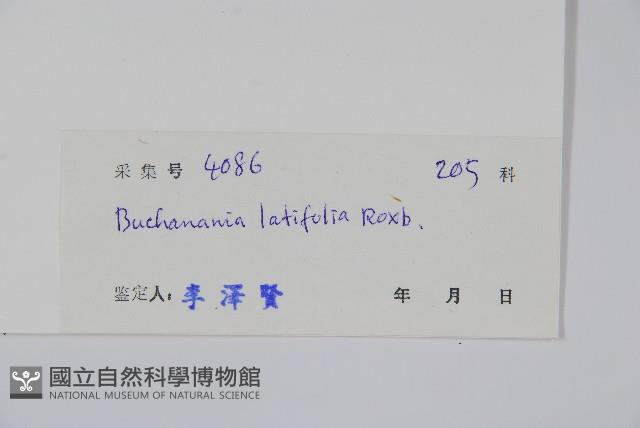 采集号 4086 205 科
Buchanania latifolia Roxb.
鉴定人: 李澤賢 年 月 日
國立自然科學博物館
NATIONAL MUSEUM OF NATURAL SCIENCE